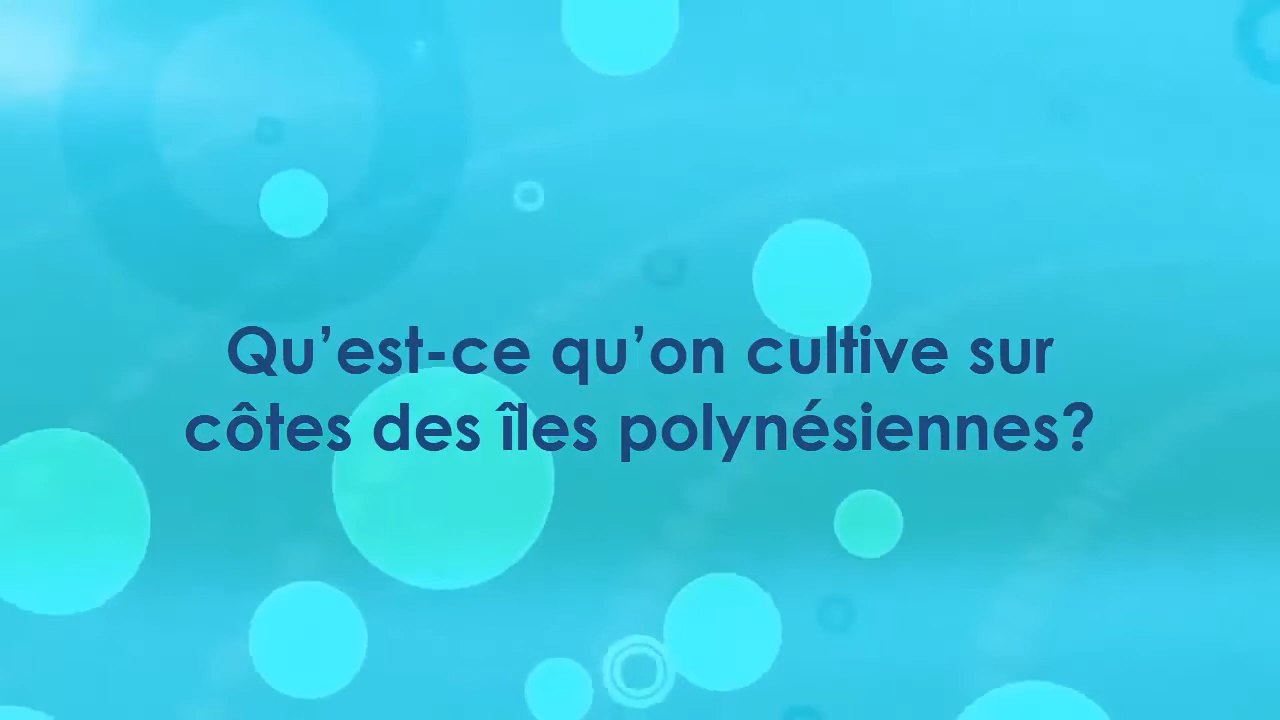 Qu’est-ce qu’on cultive sur
côtes des îles polynésiennes?